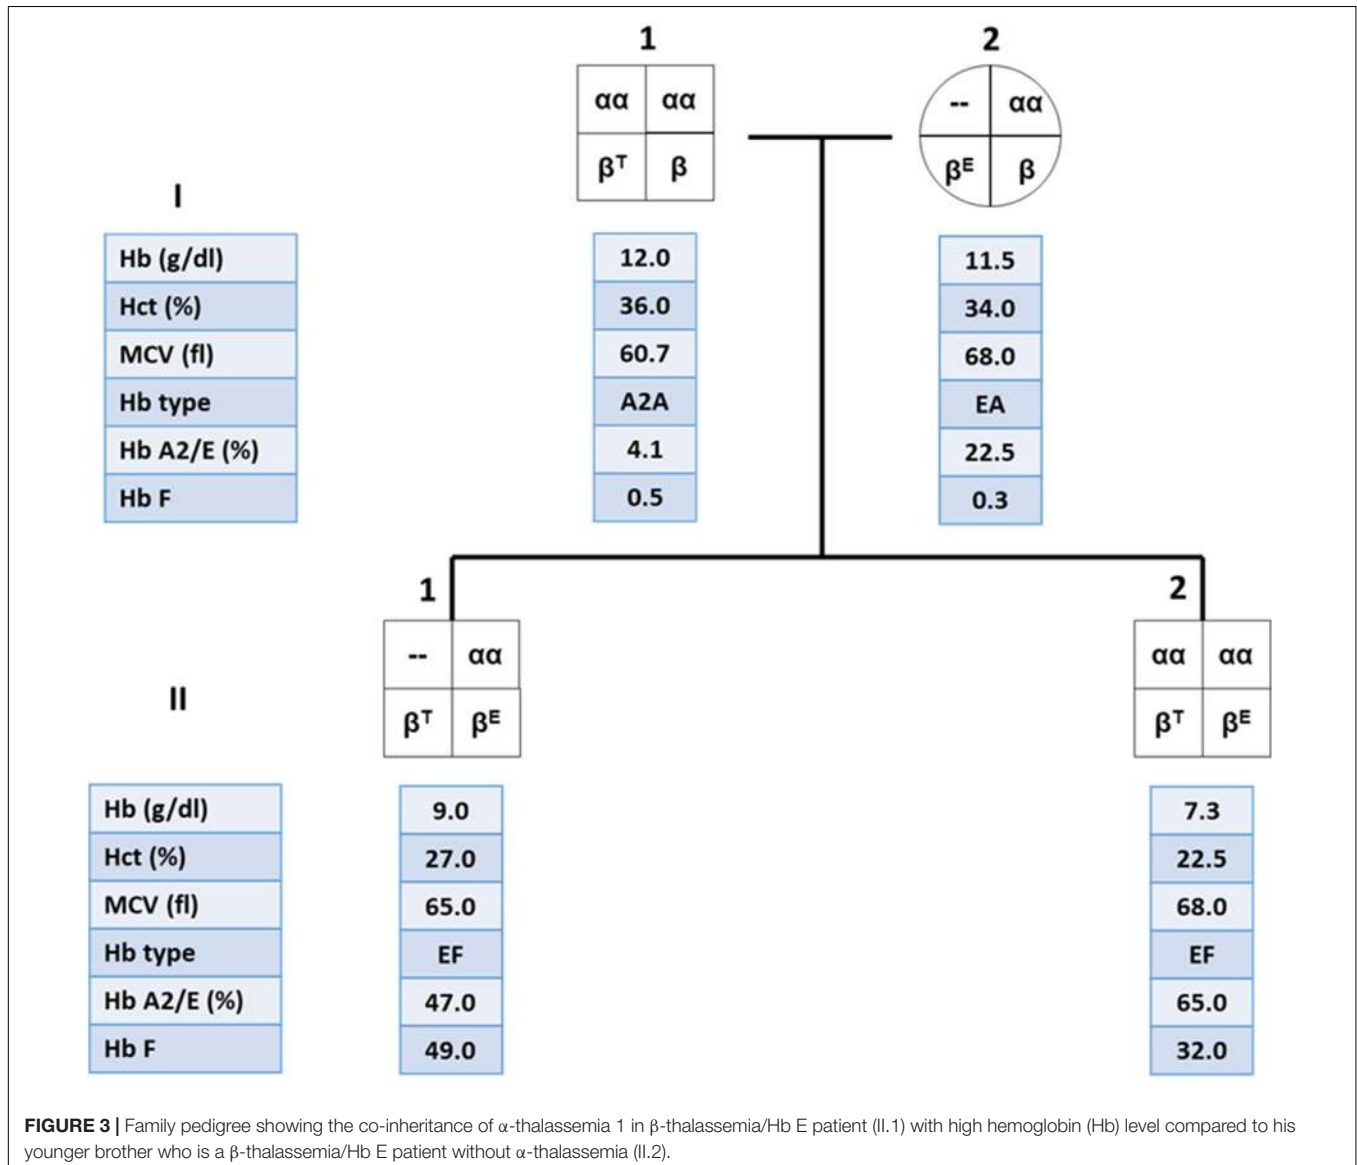 1 2
αα αα -- αα
βᵀ β βᴱ β
I
Hb (g/dl) 12.0 11.5
Hct (%) 36.0 34.0
MCV (fl) 60.7 68.0
Hb type A2A EA
Hb A2/E (%) 4.1 22.5
Hb F 0.5 0.3
1 2
-- αα αα αα
II
βᵀ βᴱ βᵀ βᴱ
Hb (g/dl) 9.0 7.3
Hct (%) 27.0 22.5
MCV (fl) 65.0 68.0
Hb type EF EF
Hb A2/E (%) 47.0 65.0
Hb F 49.0 32.0
FIGURE 3 | Family pedigree showing the co-inheritance of α-thalassemia 1 in β-thalassemia/Hb E patient (II.1) with high hemoglobin (Hb) level compared to his
younger brother who is a β-thalassemia/Hb E patient without α-thalassemia (II.2).